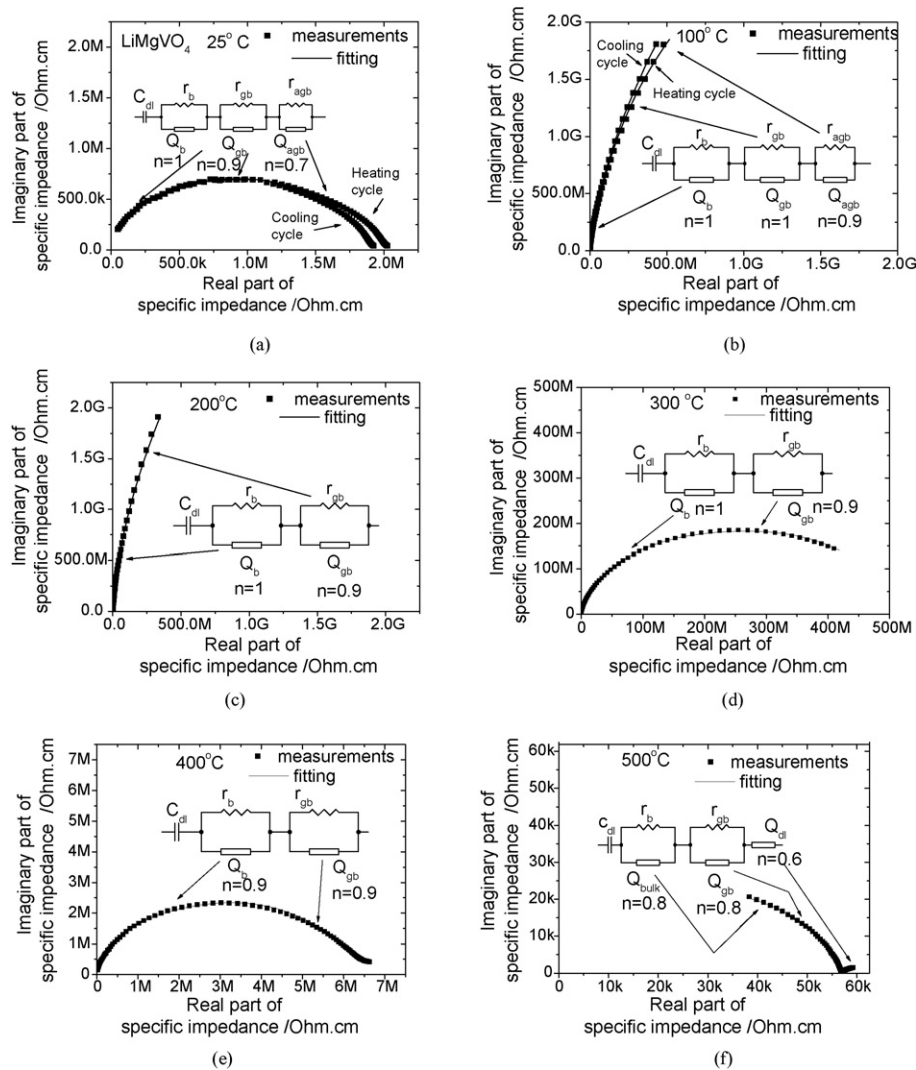 LiMgVO4 25° C ■ measurements
— fitting
Cdl rb rgb ragb
Qb Qgb Qagb
n=1 n=0.9 n=0.7
Heating cycle
Cooling cycle
2.0M
1.5M
1.0M
500.0k
0.0
500.0k 1.0M 1.5M 2.0M
Imaginary part of
specific impedance /Ohm.cm
Real part of
specific impedance /Ohm.cm
(a)
100° C ■ measurements
— fitting
Cooling cycle
Heating cycle
Cdl rb rgb ragb
Qb Qgb Qagb
n=1 n=1 n=0.9
2.0G
1.5G
1.0G
500.0M
0.0
0.0 500.0M 1.0G 1.5G 2.0G
Imaginary part of
specific impedance /Ohm.cm
Real part of
specific impedance /Ohm.cm
(b)
200°C ■ measurements
— fitting
Cdl rb rgb
Qb Qgb
n=1 n=0.9
2.0G
1.5G
1.0G
500.0M
0.0
0.0 500.0M 1.0G 1.5G 2.0G
Imaginary part of
specific impedance /Ohm.cm
Real part of
specific impedance /Ohm.cm
(c)
300 °C ■ measurements
— fitting
Cdl rb rgb
Qb n=1 Qgb n=0.9
500M
400M
300M
200M
100M
0
0 100M 200M 300M 400M 500M
Imaginary part of
specific impedance /Ohm.cm
Real part of
specific impedance /Ohm.cm
(d)
400°C ■ measurements
— fitting
Cdl rb rgb
Qb Qgb
n=0.9 n=0.9
7M
6M
5M
4M
3M
2M
1M
0
0 1M 2M 3M 4M 5M 6M 7M
Imaginary part of
specific impedance /Ohm.cm
Real part of
specific impedance /Ohm.cm
(e)
500°C ■ measurements
— fitting
cdl rb rgb Qdl
n=0.6
Qbulk Qgb
n=0.8 n=0.8
60k
50k
40k
30k
20k
10k
0
0 10k 20k 30k 40k 50k 60k
Imaginary part of
specific impedance /Ohm.cm
Real part of
specific impedance /Ohm.cm
(f)